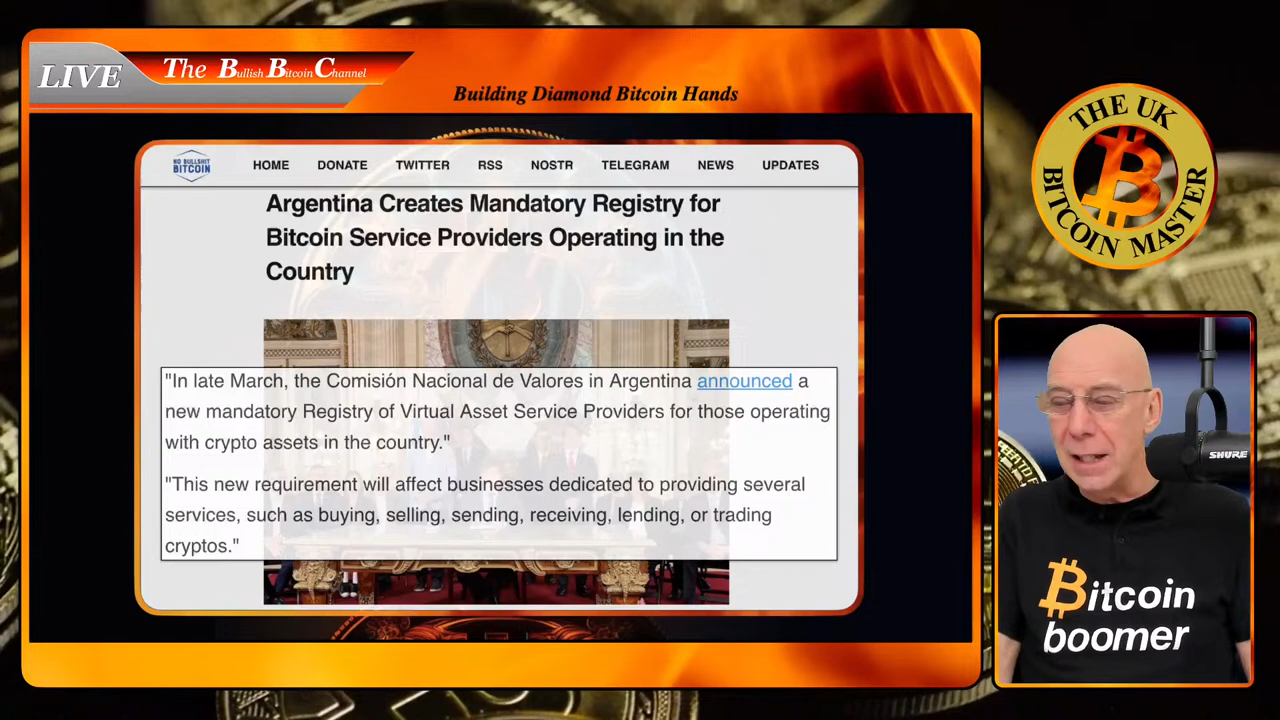 LIVE
The Bullish Bitcoin Channel
Building Diamond Bitcoin Hands
NO BULLSHIT
BITCOIN
HOME DONATE TWITTER RSS NOSTR TELEGRAM NEWS UPDATES
Argentina Creates Mandatory Registry for
Bitcoin Service Providers Operating in the
Country
"In late March, the Comisión Nacional de Valores in Argentina announced a
new mandatory Registry of Virtual Asset Service Providers for those operating
with crypto assets in the country."
"This new requirement will affect businesses dedicated to providing several
services, such as buying, selling, sending, receiving, lending, or trading
cryptos."
THE UK
BITCOIN MASTER
SHURE
Bitcoin
boomer